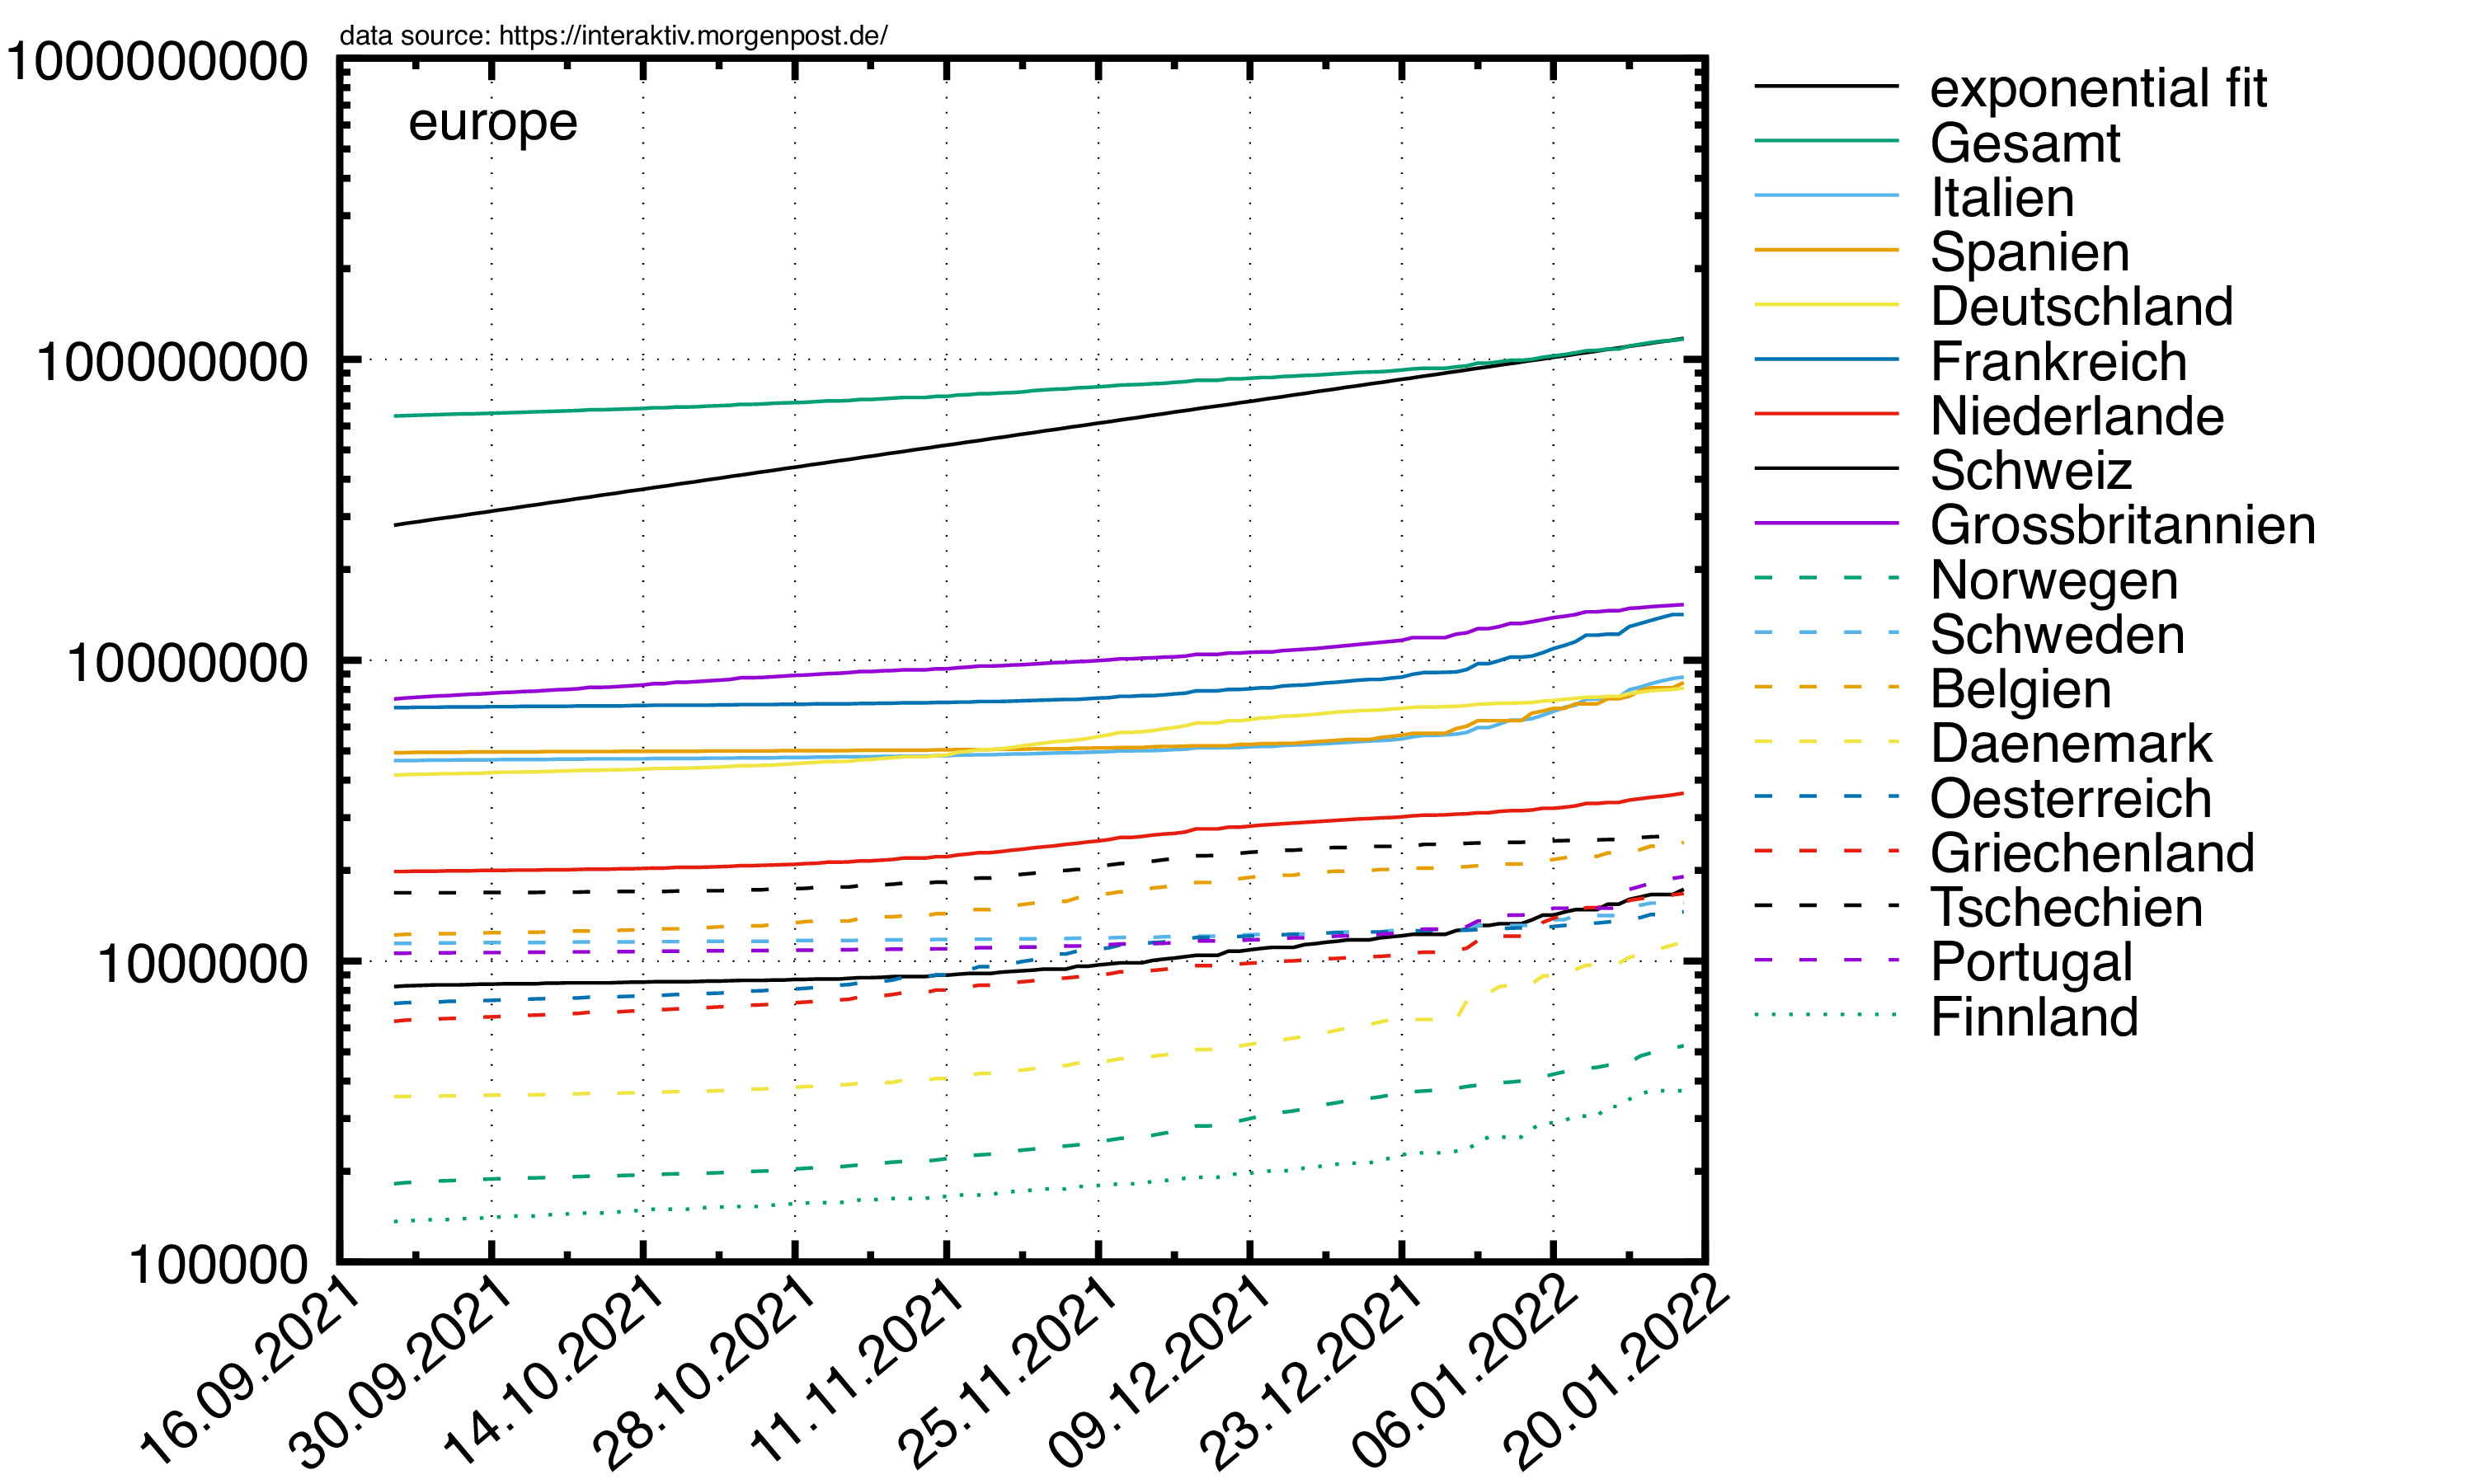 data source: https://interaktiv.morgenpost.de/
europe
1000000000
100000000
10000000
1000000
100000
16.09.2021
30.09.2021
14.10.2021
28.10.2021
11.11.2021
25.11.2021
09.12.2021
23.12.2021
06.01.2022
20.01.2022
exponential fit
Gesamt
Italien
Spanien
Deutschland
Frankreich
Niederlande
Schweiz
Grossbritannien
Norwegen
Schweden
Belgien
Daenemark
Oesterreich
Griechenland
Tschechien
Portugal
Finnland